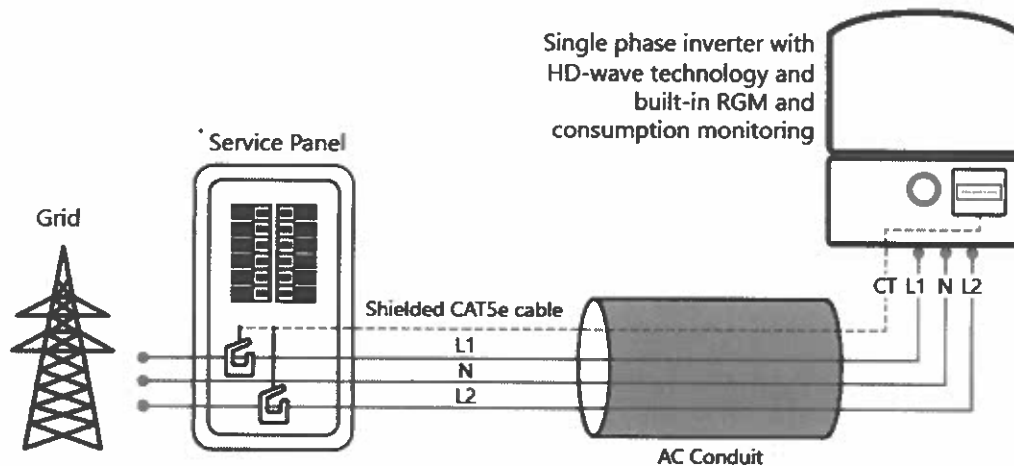 Single phase inverter with
HD-wave technology and
built-in RGM and
consumption monitoring
Service Panel
Grid
CT L1 N L2
Shielded CAT5e cable
L1
N
L2
AC Conduit